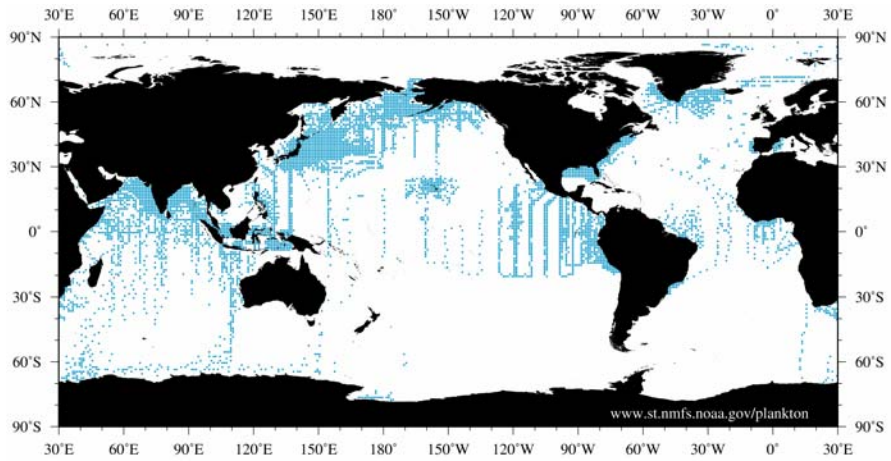 30˚E 60˚E 90˚E 120˚E 150˚E 180˚ 150˚W 120˚W 90˚W 60˚W 30˚W 0˚ 30˚E
90˚N 90˚N
60˚N 60˚N
30˚N 30˚N
0˚ 0˚
30˚S 30˚S
60˚S 60˚S
www.st.nmfs.noaa.gov/plankton
90˚S 90˚S
30˚E 60˚E 90˚E 120˚E 150˚E 180˚ 150˚W 120˚W 90˚W 60˚W 30˚W 0˚ 30˚E